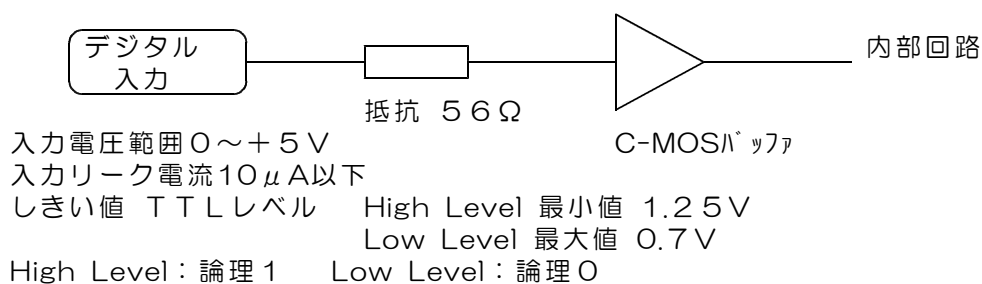 デジタル
入力
内部回路
抵抗 56Ω
C-MOSバッファ
入力電圧範囲0~+5V
入力リーク電流10μA以下
しきい値 TTLレベル High Level 最小値 1.25V
Low Level 最大値 0.7V
High Level:論理1 Low Level:論理0